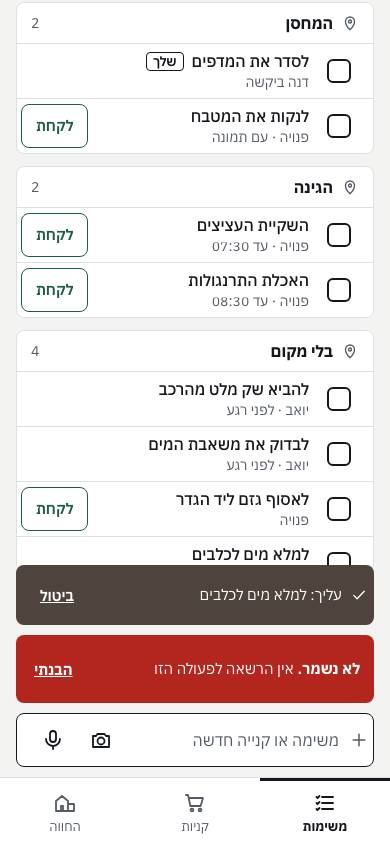 המחסן 2
לסדר את המדפים שלך
דנה ביקשה
לנקות את המטבח
פנויה · עם תמונה
לקחת
הגינה 2
השקיית העציצים
פנויה · עד 07:30
לקחת
האכלת התרנגולות
פנויה · עד 08:30
לקחת
בלי מקום 4
להביא שק מלט מהרכב
יואב · לפני רגע
לבדוק את משאבת המים
יואב · לפני רגע
לאסוף גזם ליד הגדר
פנויה
לקחת
למלא מים לכלבים
עליך: למלא מים לכלבים ביטול
לא נשמר. אין הרשאה לפעולה הזו הבנתי
משימה או קנייה חדשה
משימות קניות החווה